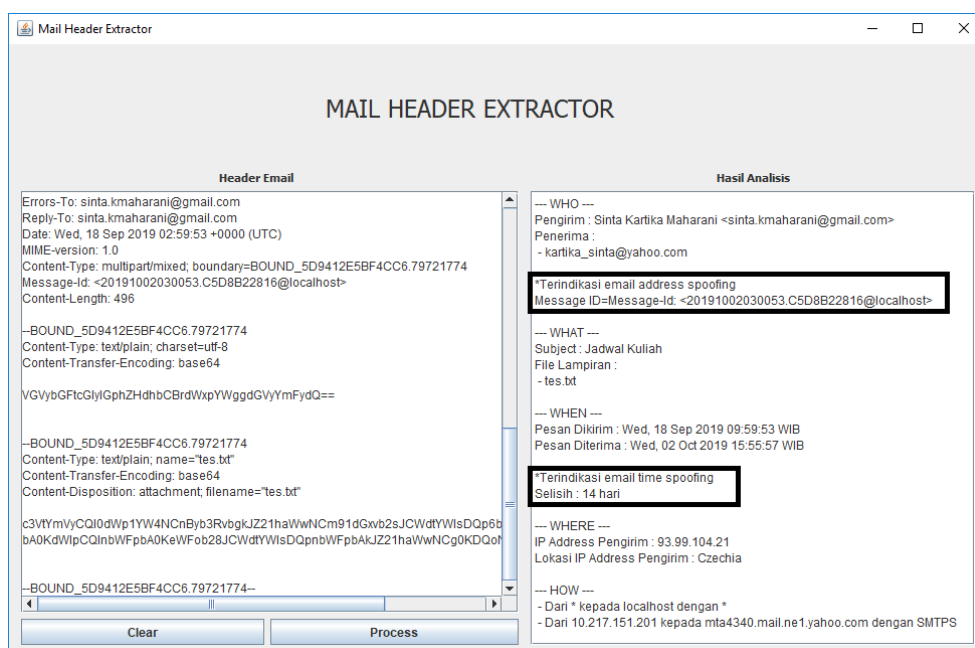 Mail Header Extractor
MAIL HEADER EXTRACTOR
Header Email
Errors-To: sinta.kmaharani@gmail.com
Reply-To: sinta.kmaharani@gmail.com
Date: Wed, 18 Sep 2019 02:59:53 +0000 (UTC)
MIME-version: 1.0
Content-Type: multipart/mixed; boundary=BOUND_5D9412E5BF4CC6.79721774
Message-Id: <20191002030053.C5D8B22816@localhost>
Content-Length: 496
--BOUND_5D9412E5BF4CC6.79721774
Content-Type: text/plain; charset=utf-8
Content-Transfer-Encoding: base64
VGVybGFtcGlyIGphZHdhbCBrdWxpYWggdGVyYmFydQ==
--BOUND_5D9412E5BF4CC6.79721774
Content-Type: text/plain; name="tes.txt"
Content-Transfer-Encoding: base64
Content-Disposition: attachment; filename="tes.txt"
--BOUND_5D9412E5BF4CC6.79721774--
Clear
Process
Hasil Analisis
--- WHO ---
Pengirim : Sinta Kartika Maharani <sinta.kmaharani@gmail.com>
Penerima :
- kartika_sinta@yahoo.com
*Terindikasi email address spoofing
Message ID=Message-Id: <20191002030053.C5D8B22816@localhost>
--- WHAT ---
Subject : Jadwal Kuliah
File Lampiran :
- tes.txt
--- WHEN ---
Pesan Dikirim : Wed, 18 Sep 2019 09:59:53 WIB
Pesan Diterima : Wed, 02 Oct 2019 15:55:57 WIB
*Terindikasi email time spoofing
Selisih : 14 hari
--- WHERE ---
IP Address Pengirim : 93.99.104.21
Lokasi IP Address Pengirim : Czechia
--- HOW ---
- Dari * kepada localhost dengan *
- Dari 10.217.151.201 kepada mta4340.mail.ne1.yahoo.com dengan SMTPS